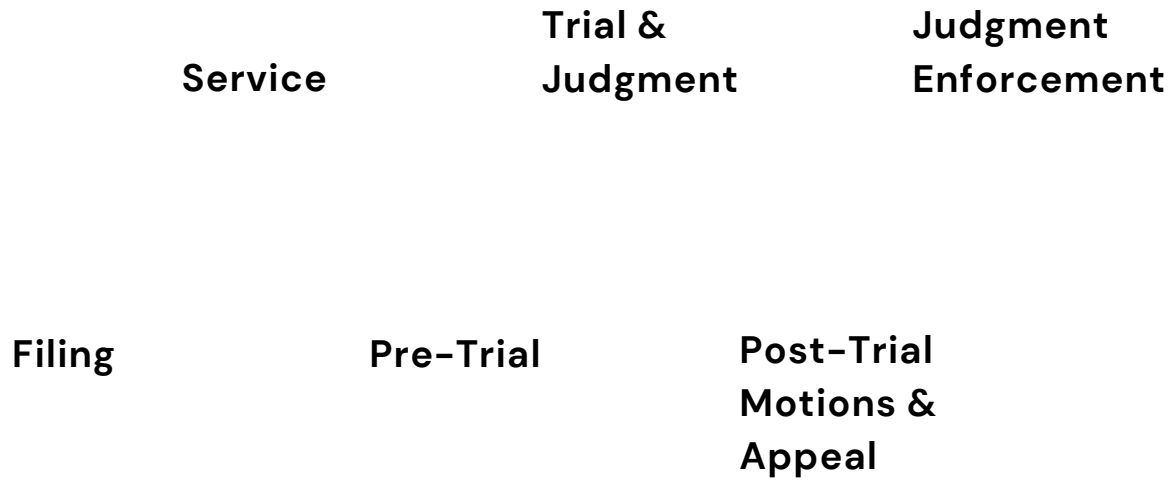 Filing
Service
Pre-Trial
Trial &
Judgment
Post-Trial
Motions &
Appeal
Judgment
Enforcement